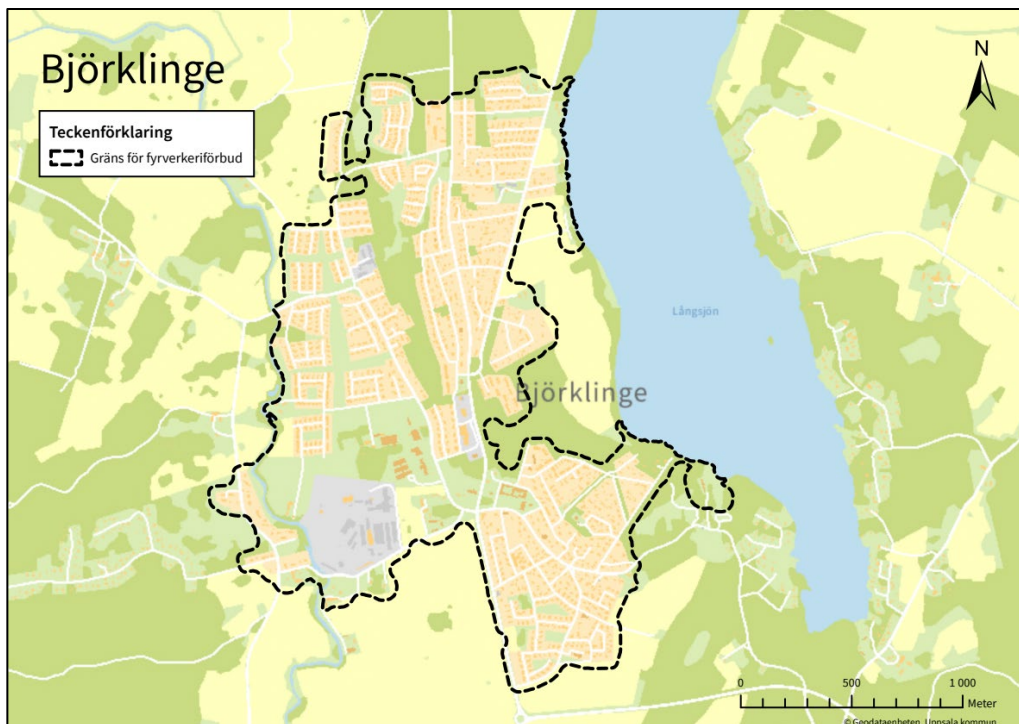 Björklinge
Teckenförklaring
Gräns för fyrverkeriförbud
N
Långsjön
Björklinge
0 500 1 000
Meter
© Geodataenheten, Uppsala kommun